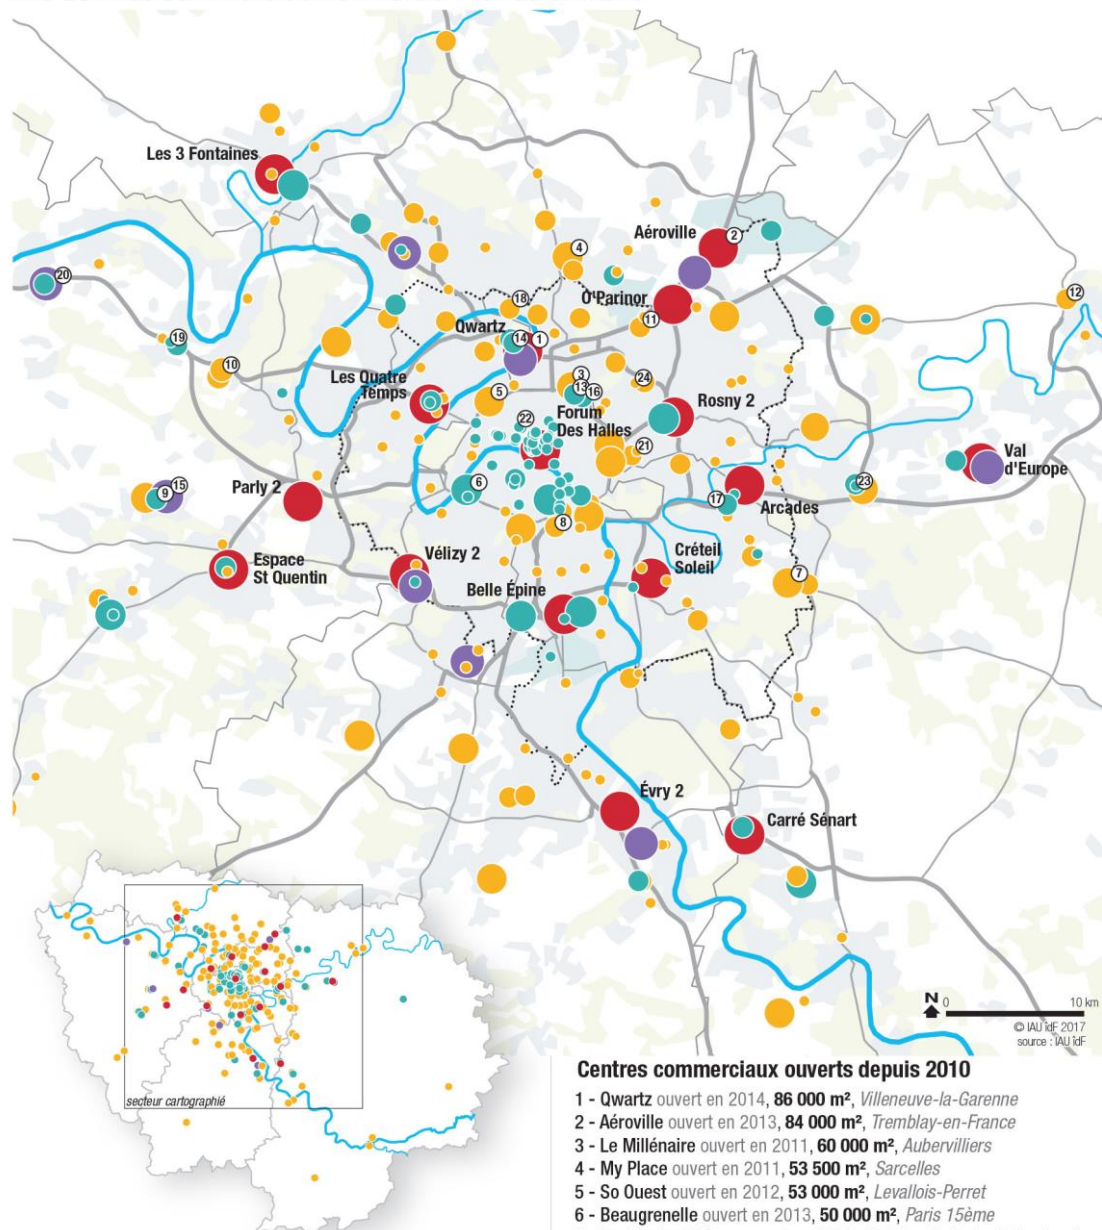 Les 3 Fontaines
Aéroville
2
4
O'Parinor
20
18
12
Qwartz
14
1
11
19
10
Les Quatre
Temps
3
13
16
24
5
Rosny 2
22
Forum
Des Halles
21
Val
d'Europe
Parly 2
9
15
6
17
Arcades
23
8
Espace
St Quentin
Vélizy 2
Créteil
Soleil
7
Belle Épine
Évry 2
Carré Sénart
N
0
10 km
© IAU îdF 2017
source : IAU îdF
secteur cartographié
Centres commerciaux ouverts depuis 2010
1 - Qwartz ouvert en 2014, 86 000 m², Villeneuve-la-Garenne
2 - Aéroville ouvert en 2013, 84 000 m², Tremblay-en-France
3 - Le Millénaire ouvert en 2011, 60 000 m², Aubervilliers
4 - My Place ouvert en 2011, 53 500 m², Sarcelles
5 - So Ouest ouvert en 2012, 53 000 m², Levallois-Perret
6 - Beaugrenelle ouvert en 2013, 50 000 m², Paris 15ème